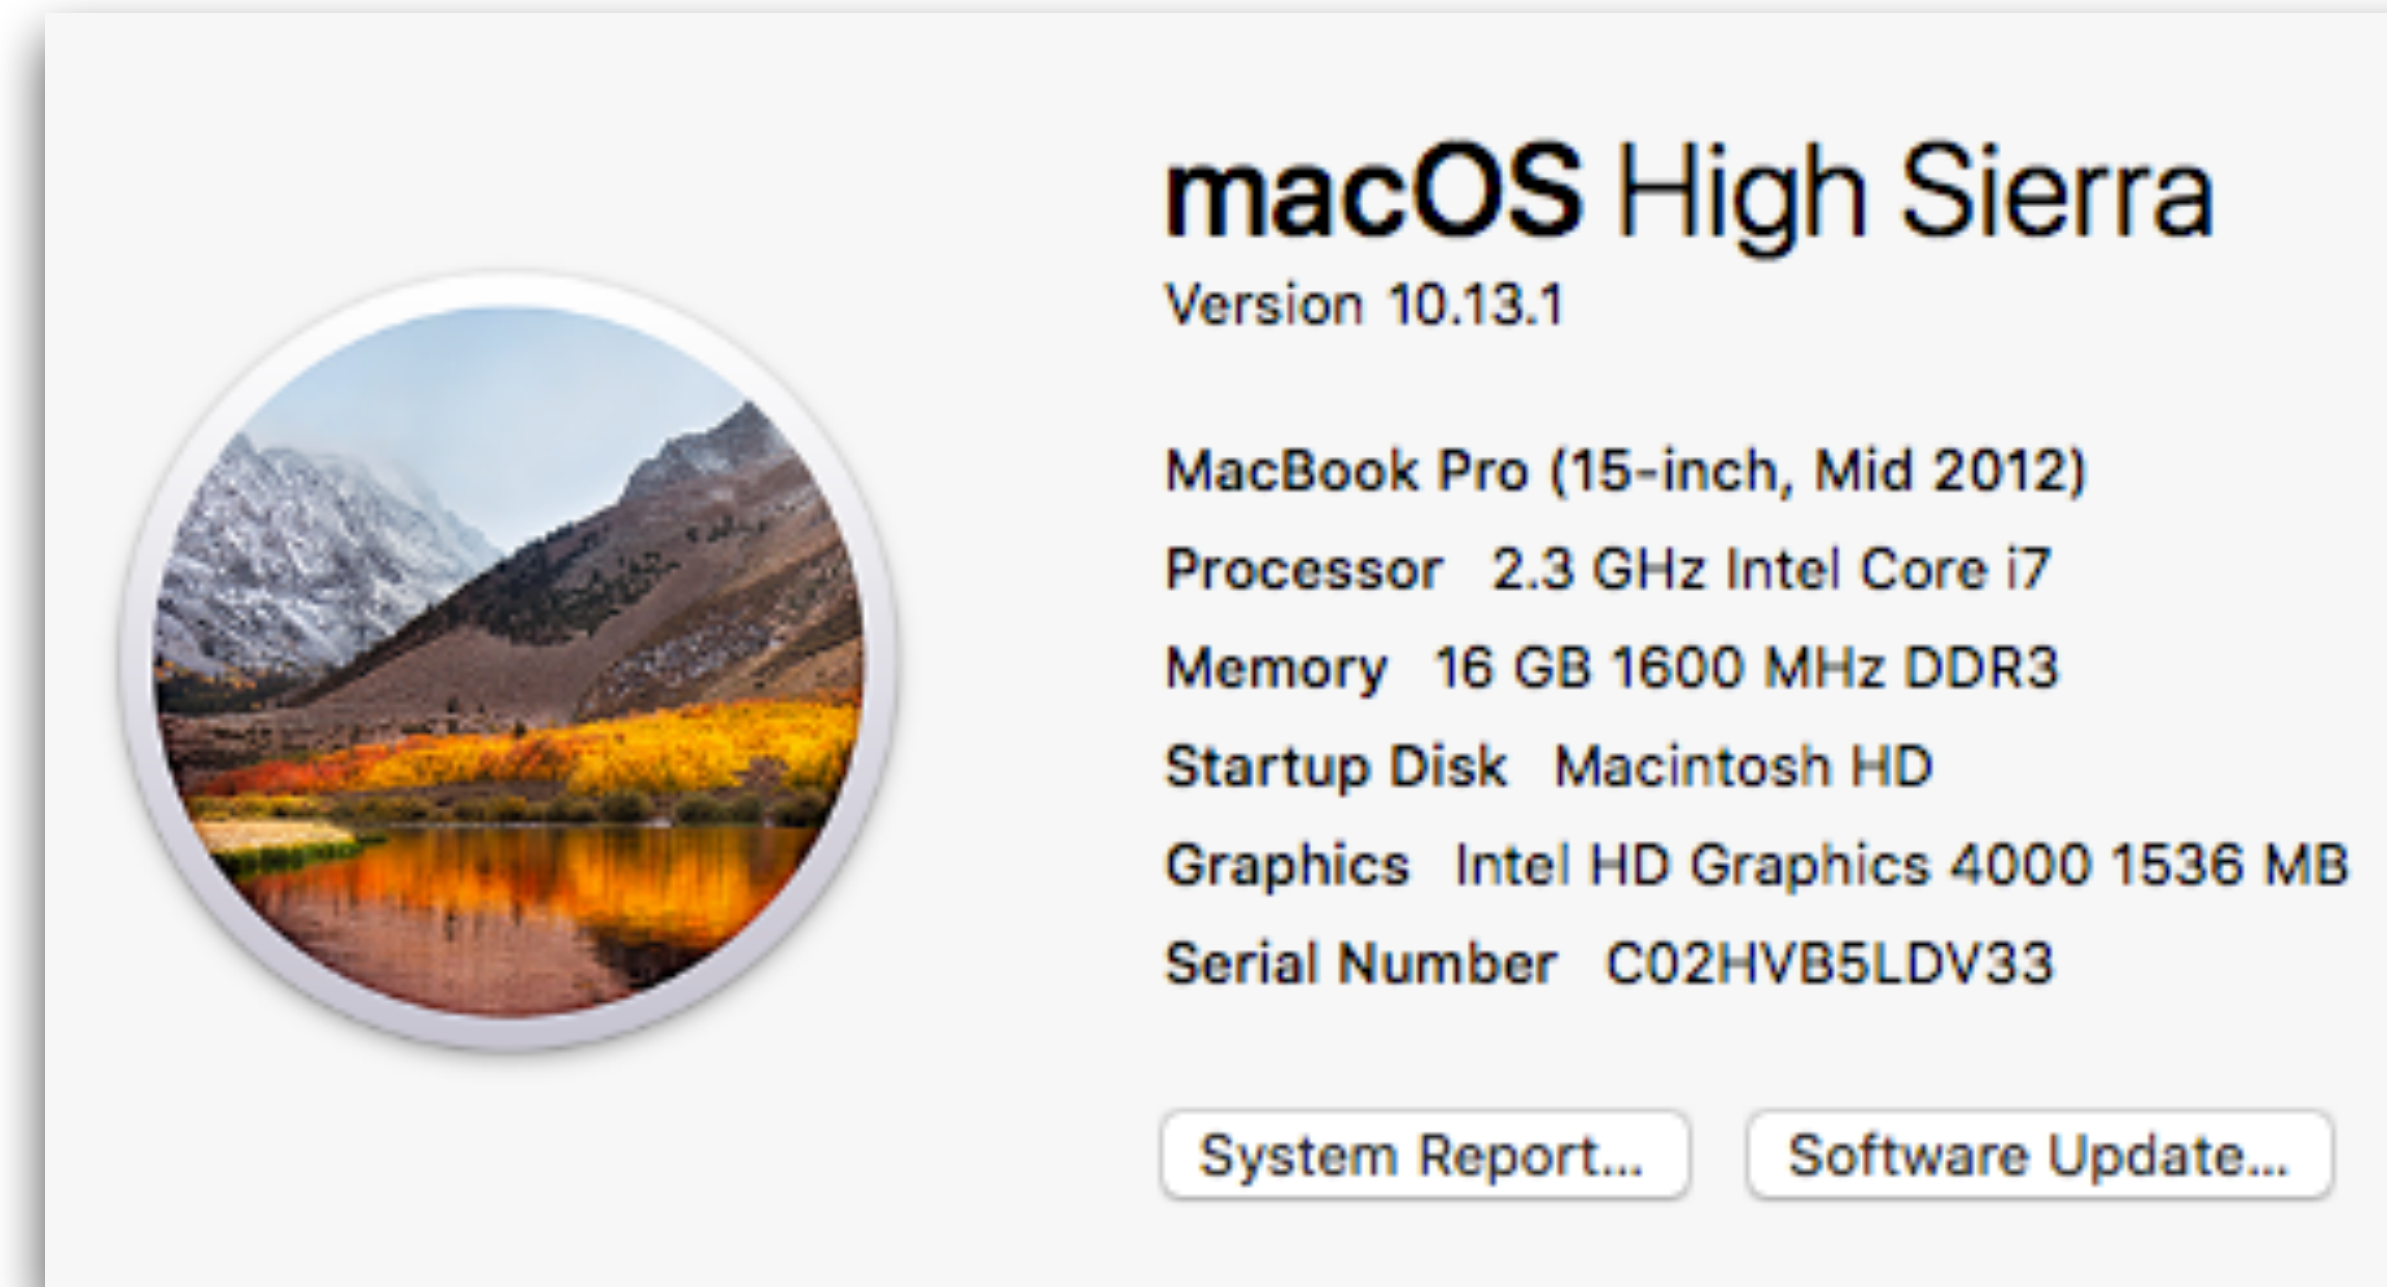 macOS High Sierra
Version 10.13.1
MacBook Pro (15-inch, Mid 2012)
Processor 2.3 GHz Intel Core i7
Memory 16 GB 1600 MHz DDR3
Startup Disk Macintosh HD
Graphics Intel HD Graphics 4000 1536 MB
Serial Number C02HVB5LDV33
System Report... Software Update...